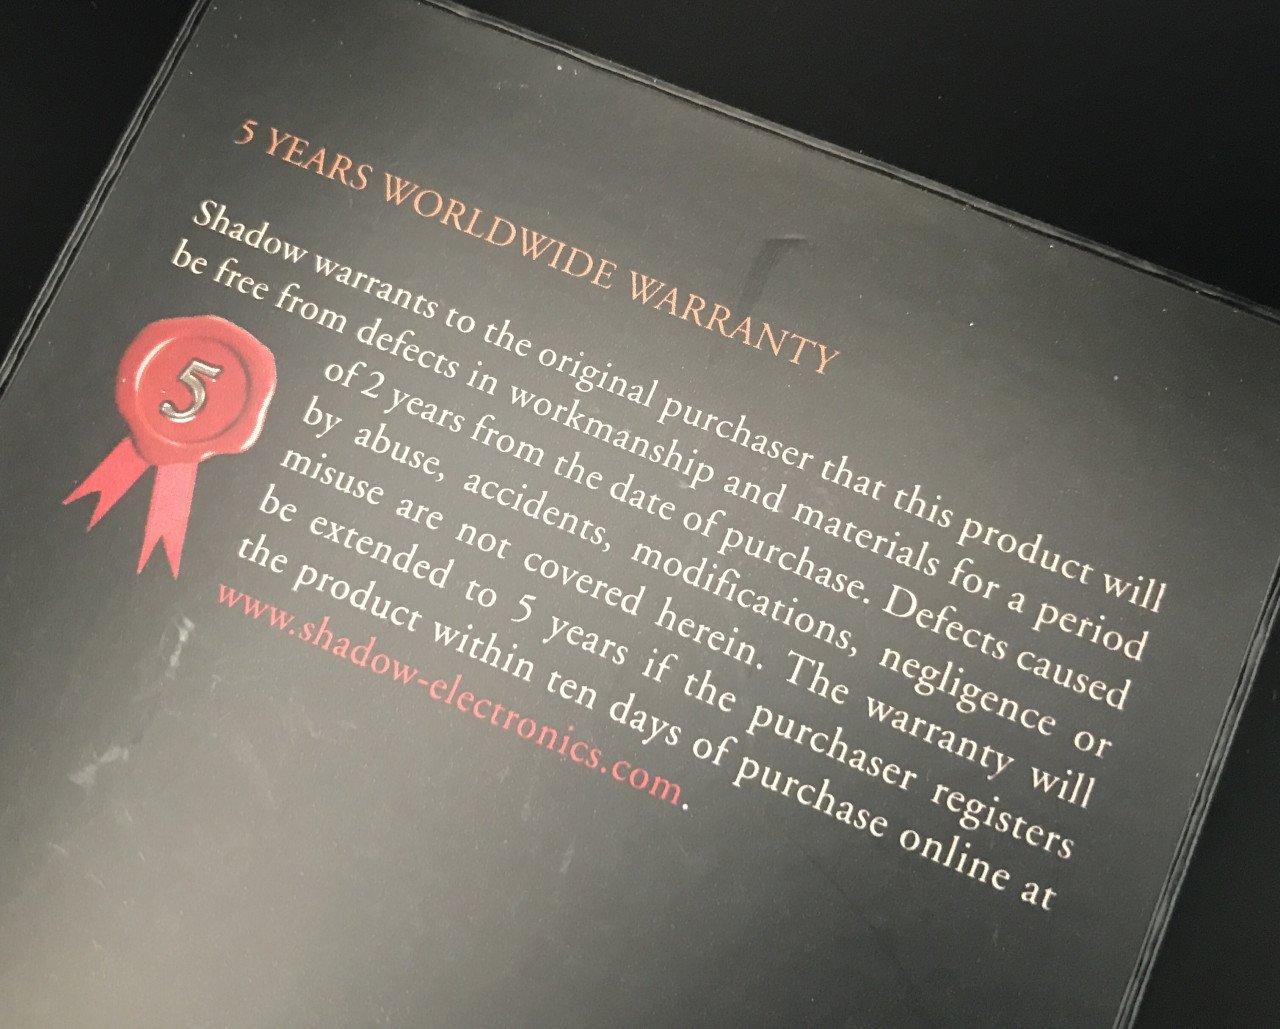 5 YEARS WORLDWIDE WARRANTY
Shadow warrants to the original purchaser that this product will
be free from defects in workmanship and materials for a period
of 2 years from the date of purchase. Defects caused
by abuse, accidents, modifications, negligence or
misuse are not covered herein. The warranty will
be extended to 5 years if the purchaser registers
the product within ten days of purchase online at
www.shadow-electronics.com.
5